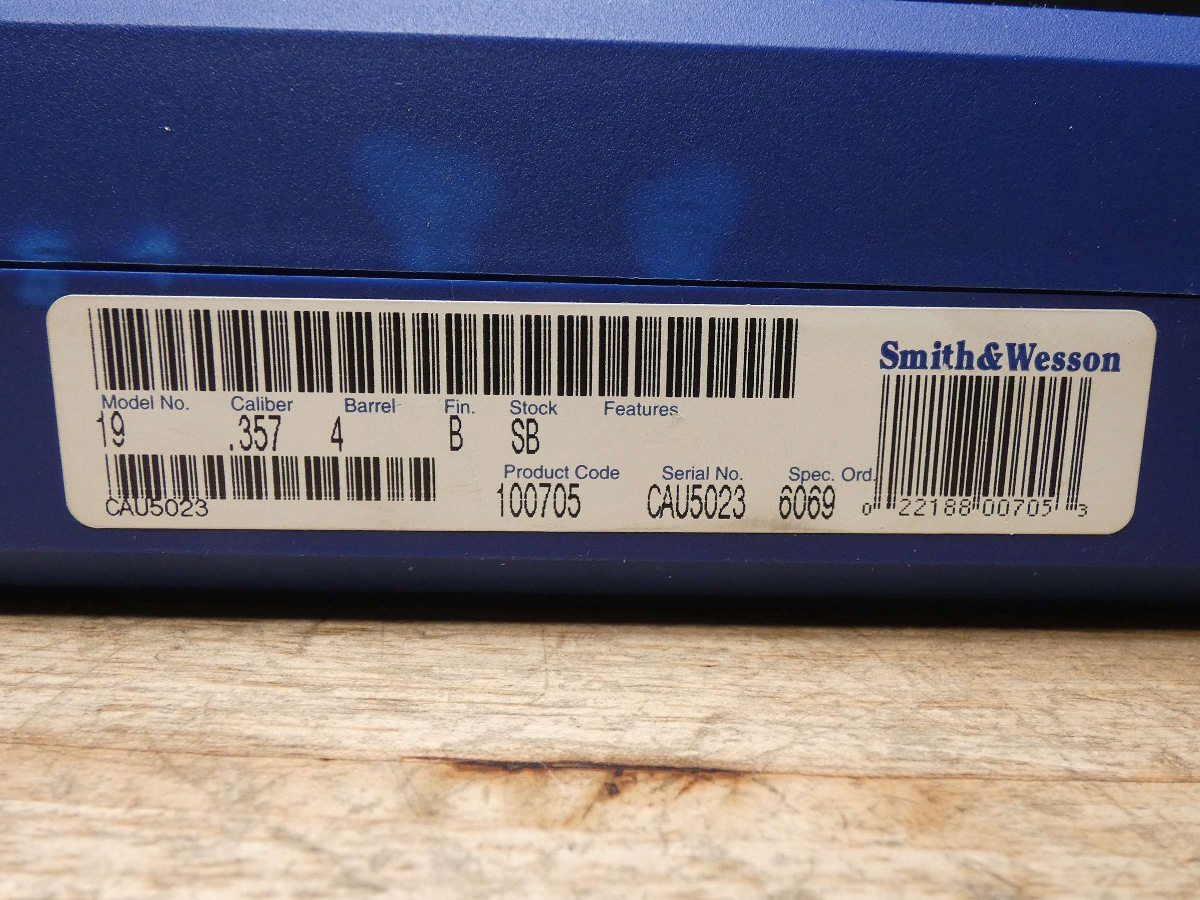 Smith&Wesson
Model No. Caliber Barrel Fin. Stock Features
19 .357 4 B SB
Product Code Serial No. Spec. Ord.
100705 CAU5023 6069
CAU5023
0 22188 00705 3